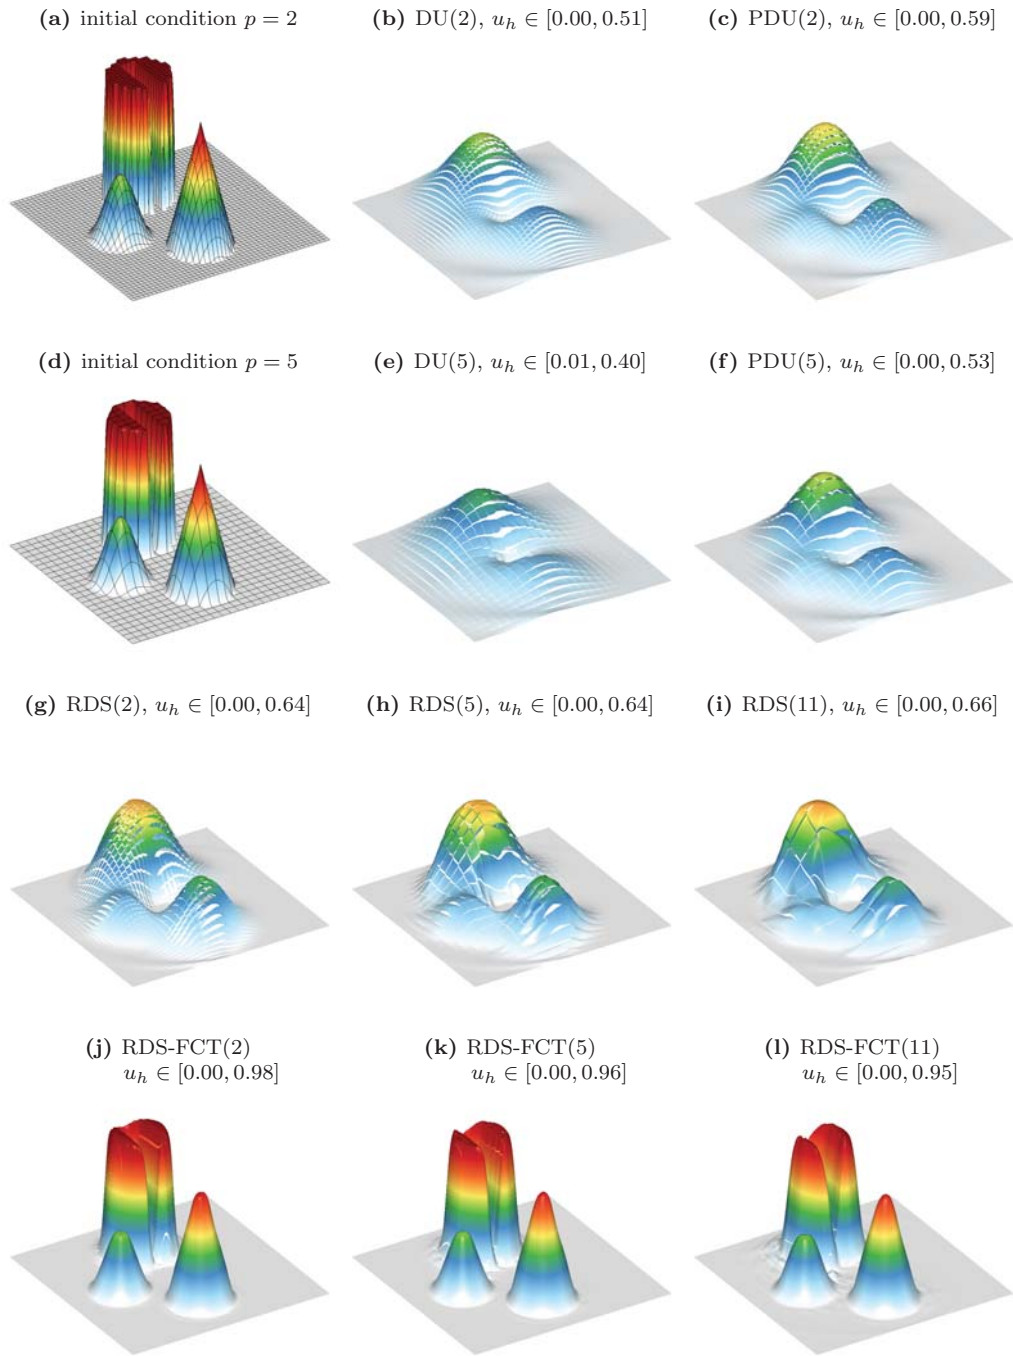 (a) initial condition p = 2
(b) DU(2), u_h ∈ [0.00, 0.51]
(c) PDU(2), u_h ∈ [0.00, 0.59]
(d) initial condition p = 5
(e) DU(5), u_h ∈ [0.01, 0.40]
(f) PDU(5), u_h ∈ [0.00, 0.53]
(g) RDS(2), u_h ∈ [0.00, 0.64]
(h) RDS(5), u_h ∈ [0.00, 0.64]
(i) RDS(11), u_h ∈ [0.00, 0.66]
(j) RDS-FCT(2)
u_h ∈ [0.00, 0.98]
(k) RDS-FCT(5)
u_h ∈ [0.00, 0.96]
(l) RDS-FCT(11)
u_h ∈ [0.00, 0.95]